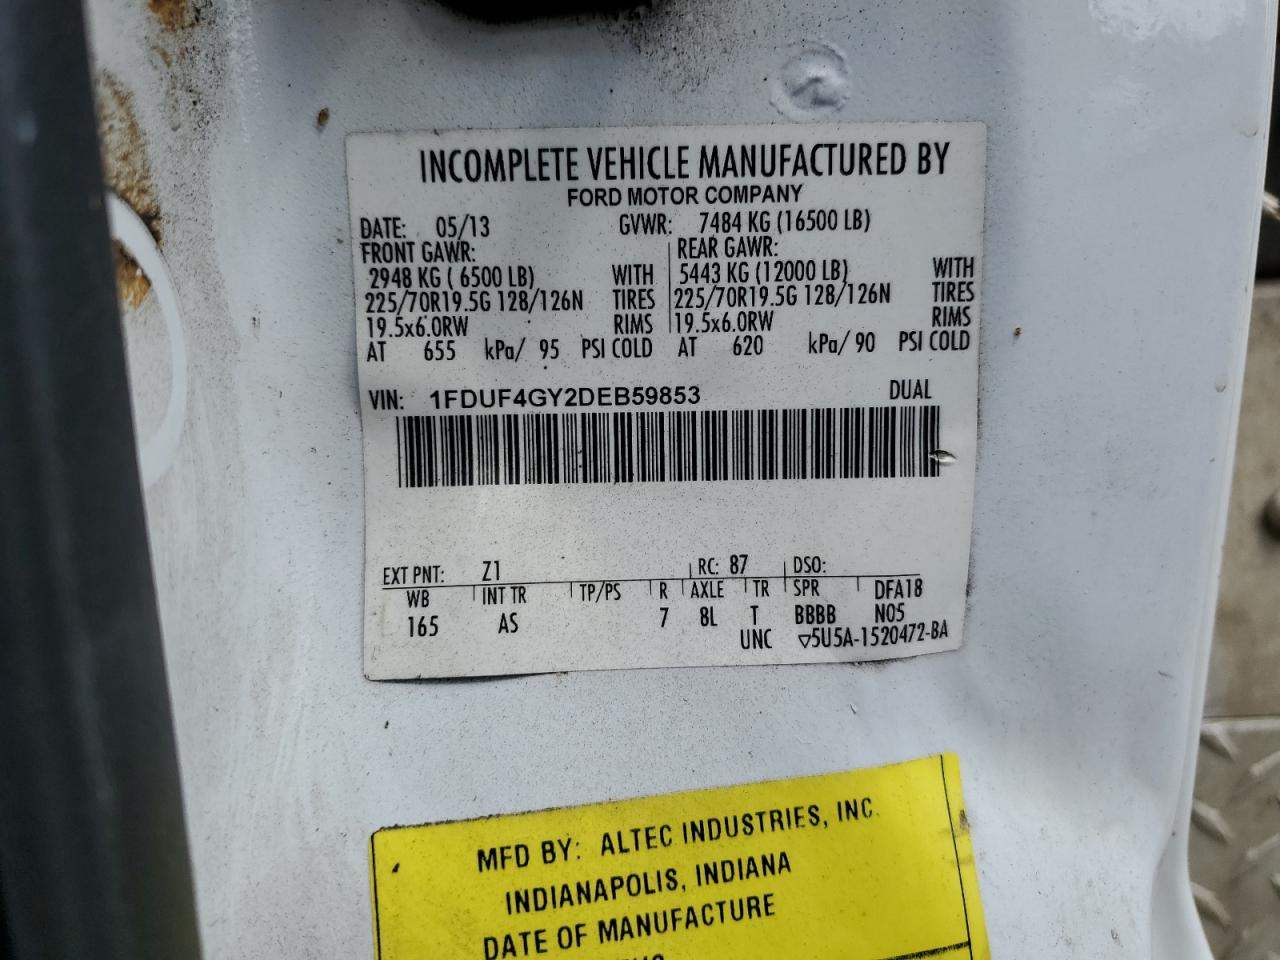 INCOMPLETE VEHICLE MANUFACTURED BY
FORD MOTOR COMPANY
DATE: 05/13 GVWR: 7484 KG (16500 LB)
FRONT GAWR: REAR GAWR:
2948 KG ( 6500 LB) WITH 5443 KG (12000 LB) WITH
225/70R19.5G 128/126N TIRES 225/70R19.5G 128/126N TIRES
19.5x6.0RW RIMS 19.5x6.0RW RIMS
AT 655 kPa/ 95 PSI COLD AT 620 kPa/ 90 PSI COLD
VIN: 1FDUF4GY2DEB59853 DUAL
EXT PNT: Z1 RC: 87 DSO:
WB INT TR TP/PS R AXLE TR SPR DFA18
165 AS 7 8L T BBBB N05
UNC ▽5U5A-1520472-BA
MFD BY: ALTEC INDUSTRIES, INC.
INDIANAPOLIS, INDIANA
DATE OF MANUFACTURE